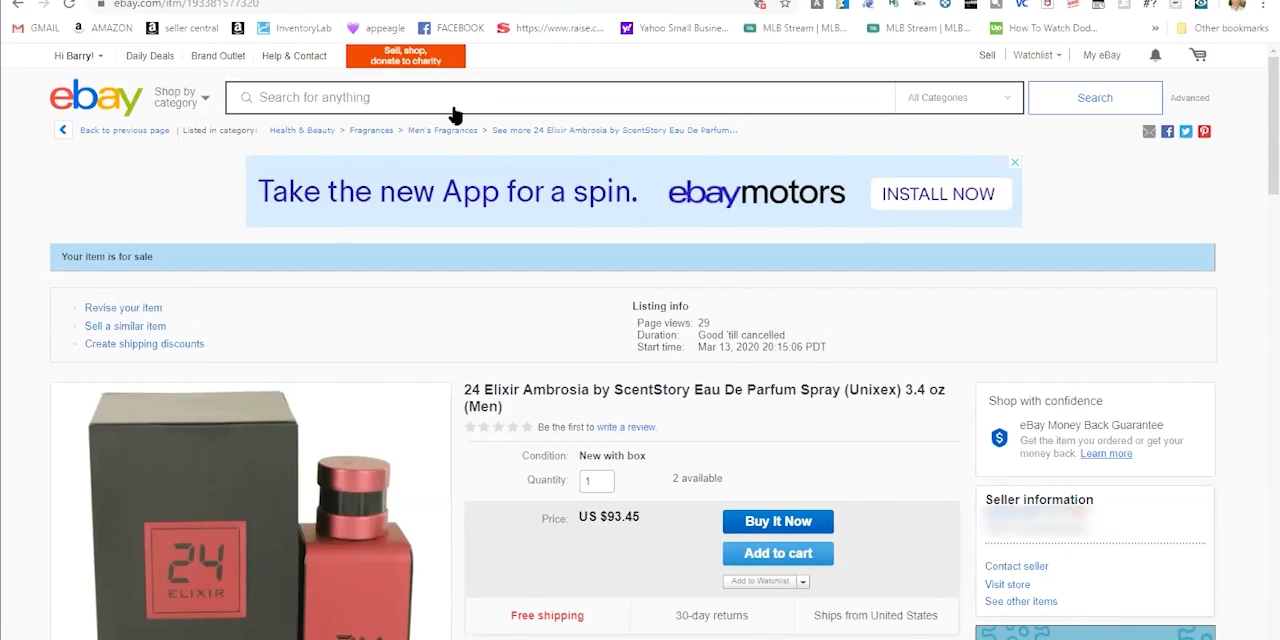 ebay.com/itm/193381577320
GMAIL AMAZON seller central InventoryLab appeagle FACEBOOK https://www.raise.c... Yahoo Small Busine... MLB Stream | MLB... MLB Stream | MLB... How To Watch Dod... » Other bookmarks
Hi Barry! Daily Deals Brand Outlet Help & Contact Sell, shop, donate to charity Sell Watchlist My eBay
ebay Shop by category Search for anything All Categories Search Advanced
Back to previous page | Listed in category: Health & Beauty > Fragrances > Men's Fragrances > See more 24 Elixir Ambrosia by ScentStory Eau De Parfum...
Take the new App for a spin. ebaymotors INSTALL NOW
Your item is for sale
Revise your item
Sell a similar item
Create shipping discounts
Listing info
Page views: 29
Duration: Good 'till cancelled
Start time: Mar 13, 2020 20:15:06 PDT
24 Elixir Ambrosia by ScentStory Eau De Parfum Spray (Unixex) 3.4 oz
(Men)
Be the first to write a review.
Condition: New with box
Quantity: 1 2 available
Price: US $93.45
Buy It Now
Add to cart
Add to Watchlist
Free shipping 30-day returns Ships from United States
24
ELIXIR
Shop with confidence
eBay Money Back Guarantee
Get the item you ordered or get your
money back. Learn more
Seller information
Contact seller
Visit store
See other items